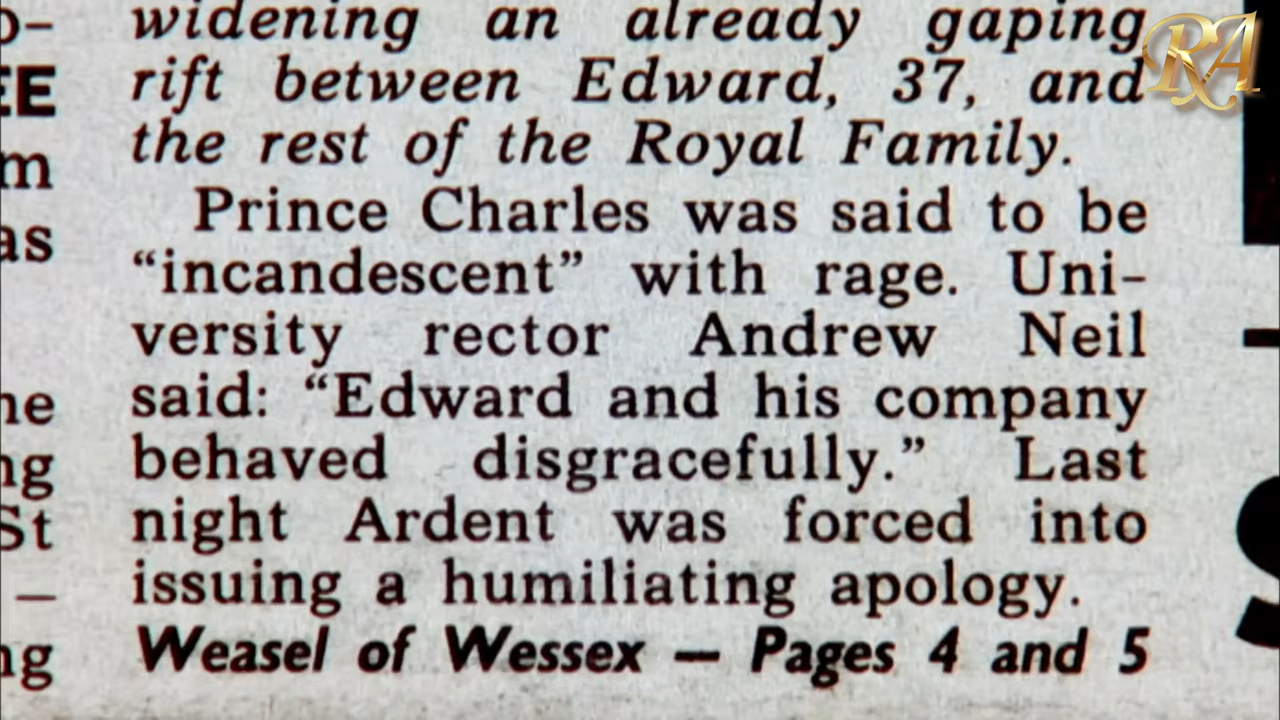 widening an already gaping
rift between Edward, 37, and
the rest of the Royal Family.
Prince Charles was said to be
“incandescent” with rage. Uni-
versity rector Andrew Neil
said: “Edward and his company
behaved disgracefully.” Last
night Ardent was forced into
issuing a humiliating apology.
Weasel of Wessex — Pages 4 and 5
RA